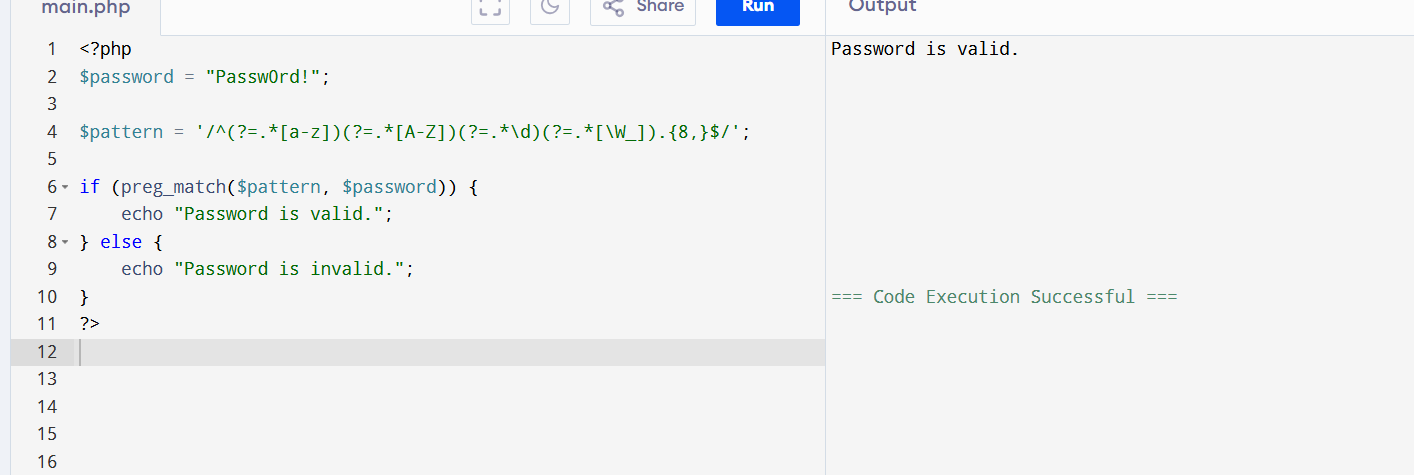 main.php
Share
Run
Output
1 <?php
2 $password = "Passw0rd!";
3
4 $pattern = '/^(?=.*[a-z])(?=.*[A-Z])(?=.*\d)(?=.*[\W_]).{8,}$/';
5
6 if (preg_match($pattern, $password)) {
7     echo "Password is valid.";
8 } else {
9     echo "Password is invalid.";
10 }
11 ?>
12
13
14
15
16
Password is valid.
=== Code Execution Successful ===